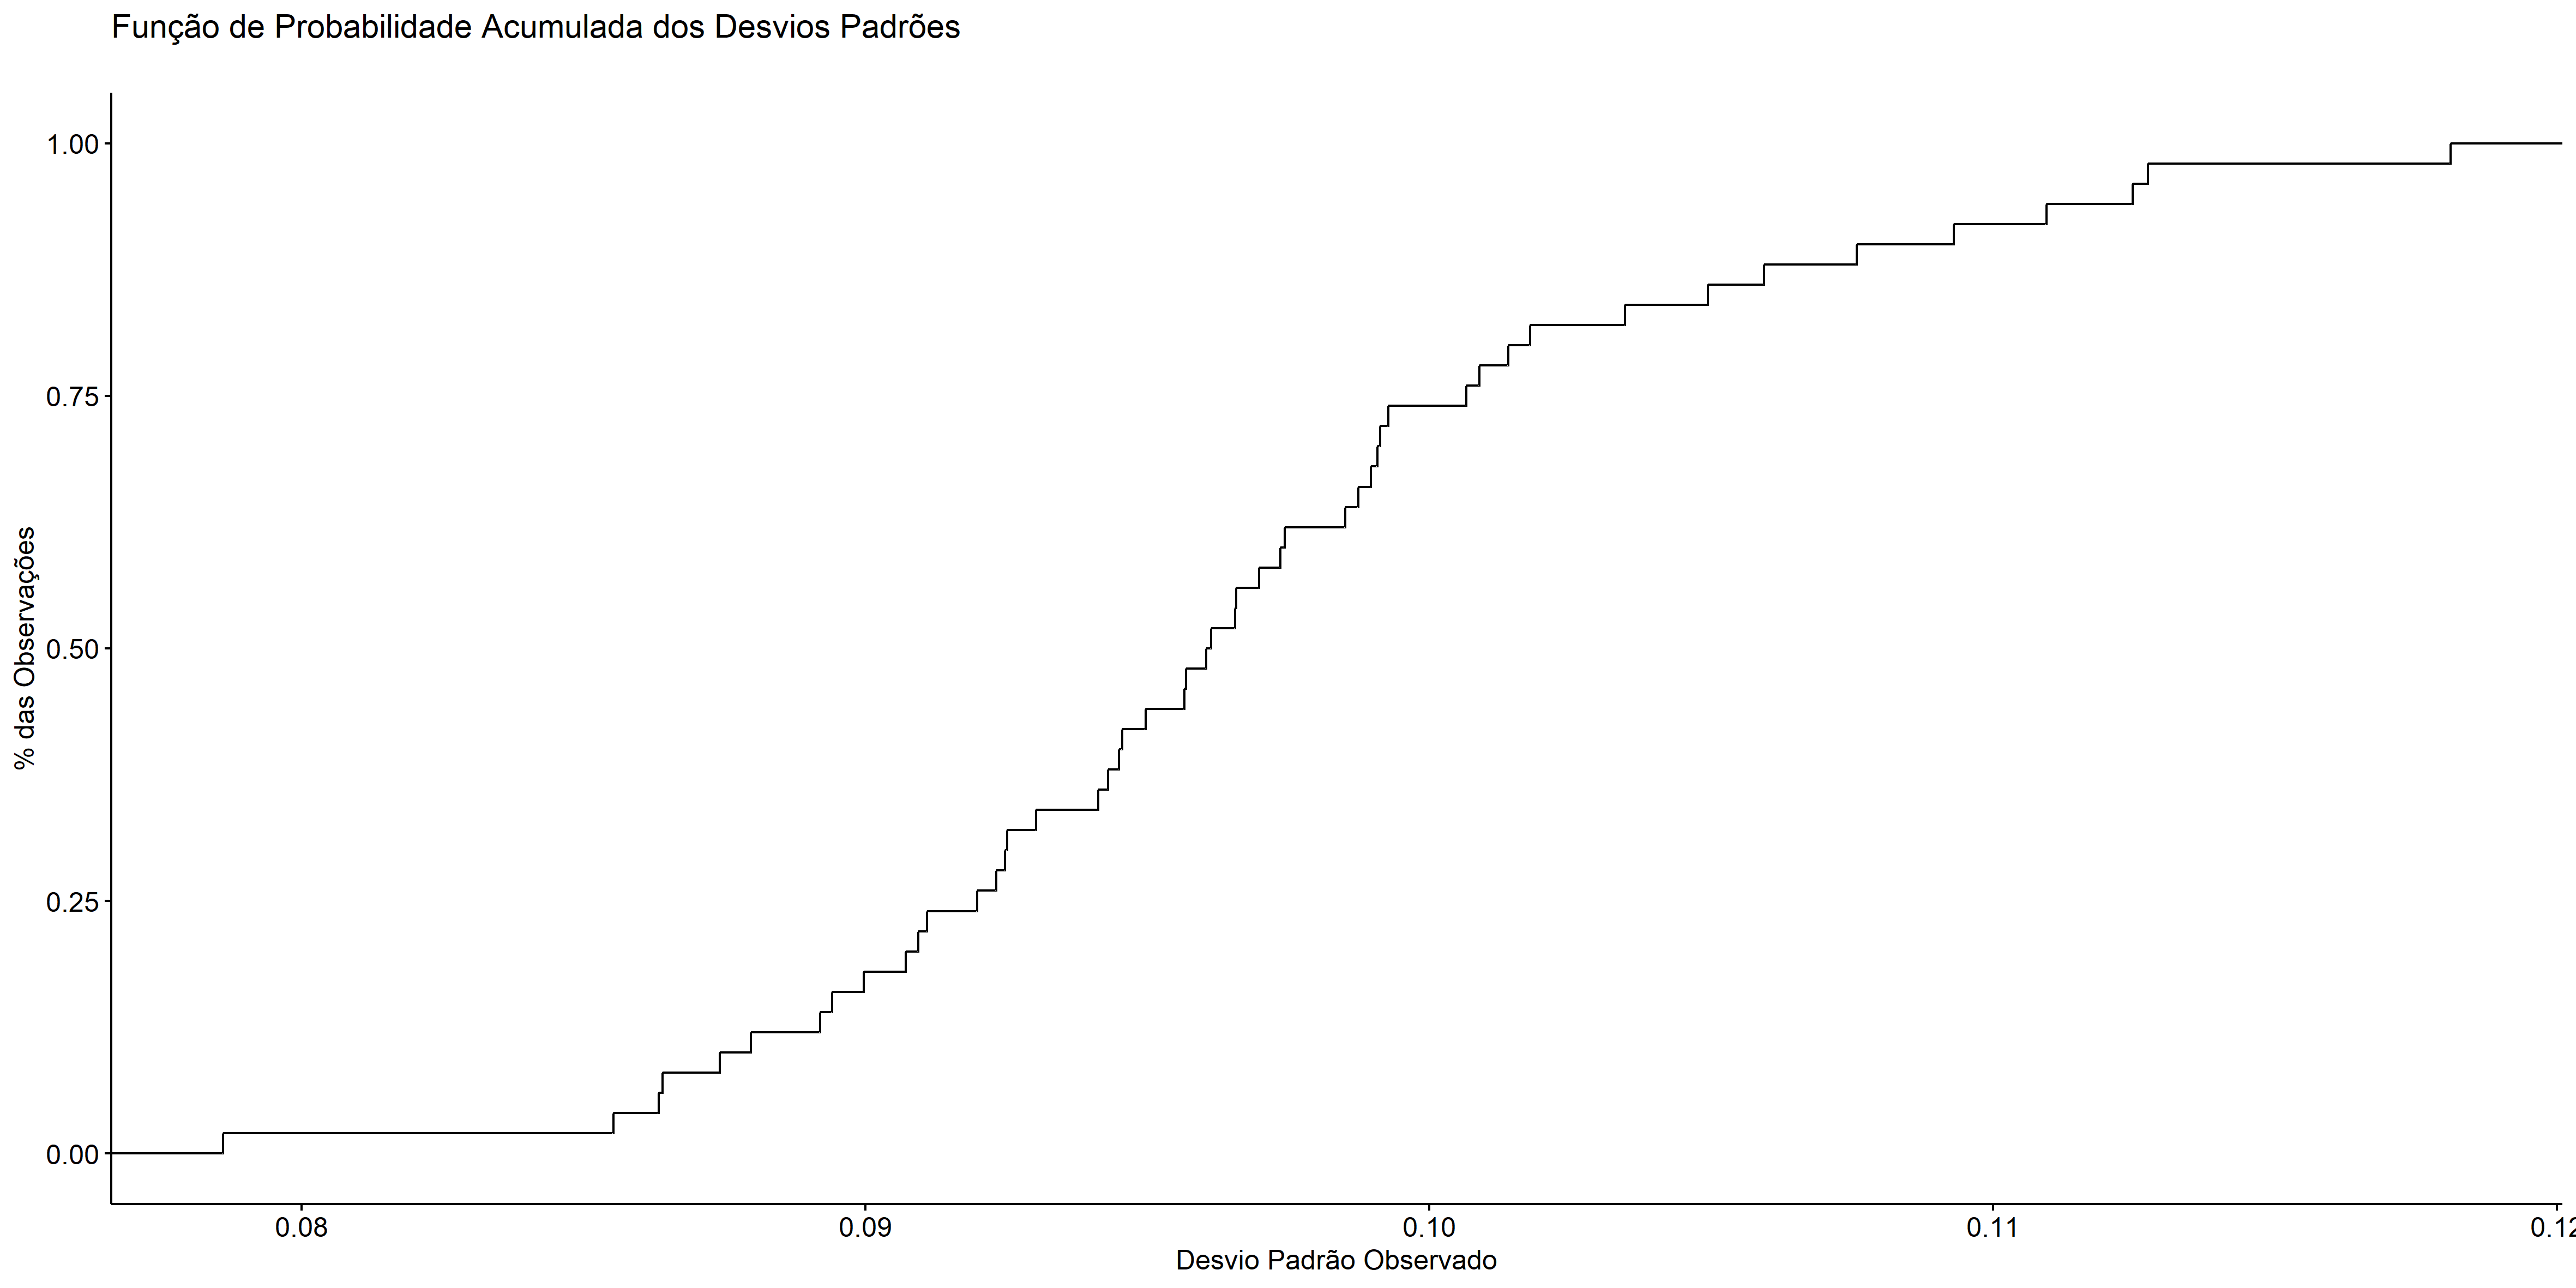 Função de Probabilidade Acumulada dos Desvios Padrões
1.00
0.75
0.50
0.25
0.00
% das Observações
0.08 0.09 0.10 0.11 0.12
Desvio Padrão Observado